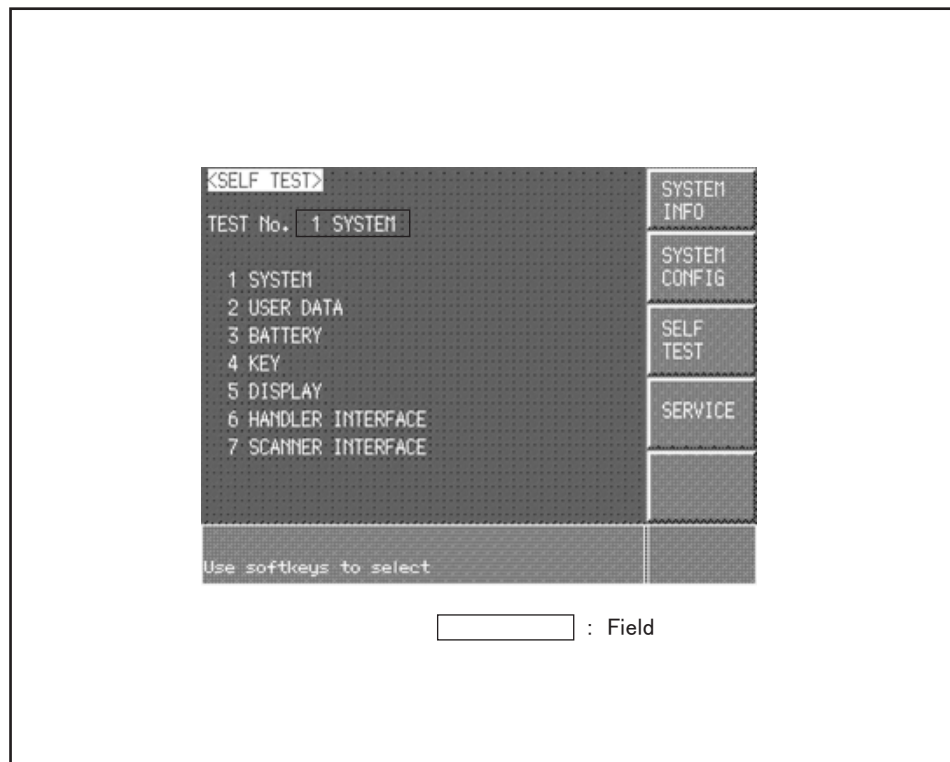 <SELF TEST>
TEST No. 1 SYSTEM
1 SYSTEM
2 USER DATA
3 BATTERY
4 KEY
5 DISPLAY
6 HANDLER INTERFACE
7 SCANNER INTERFACE
SYSTEM
INFO
SYSTEM
CONFIG
SELF
TEST
SERVICE
Use softkeys to select
: Field